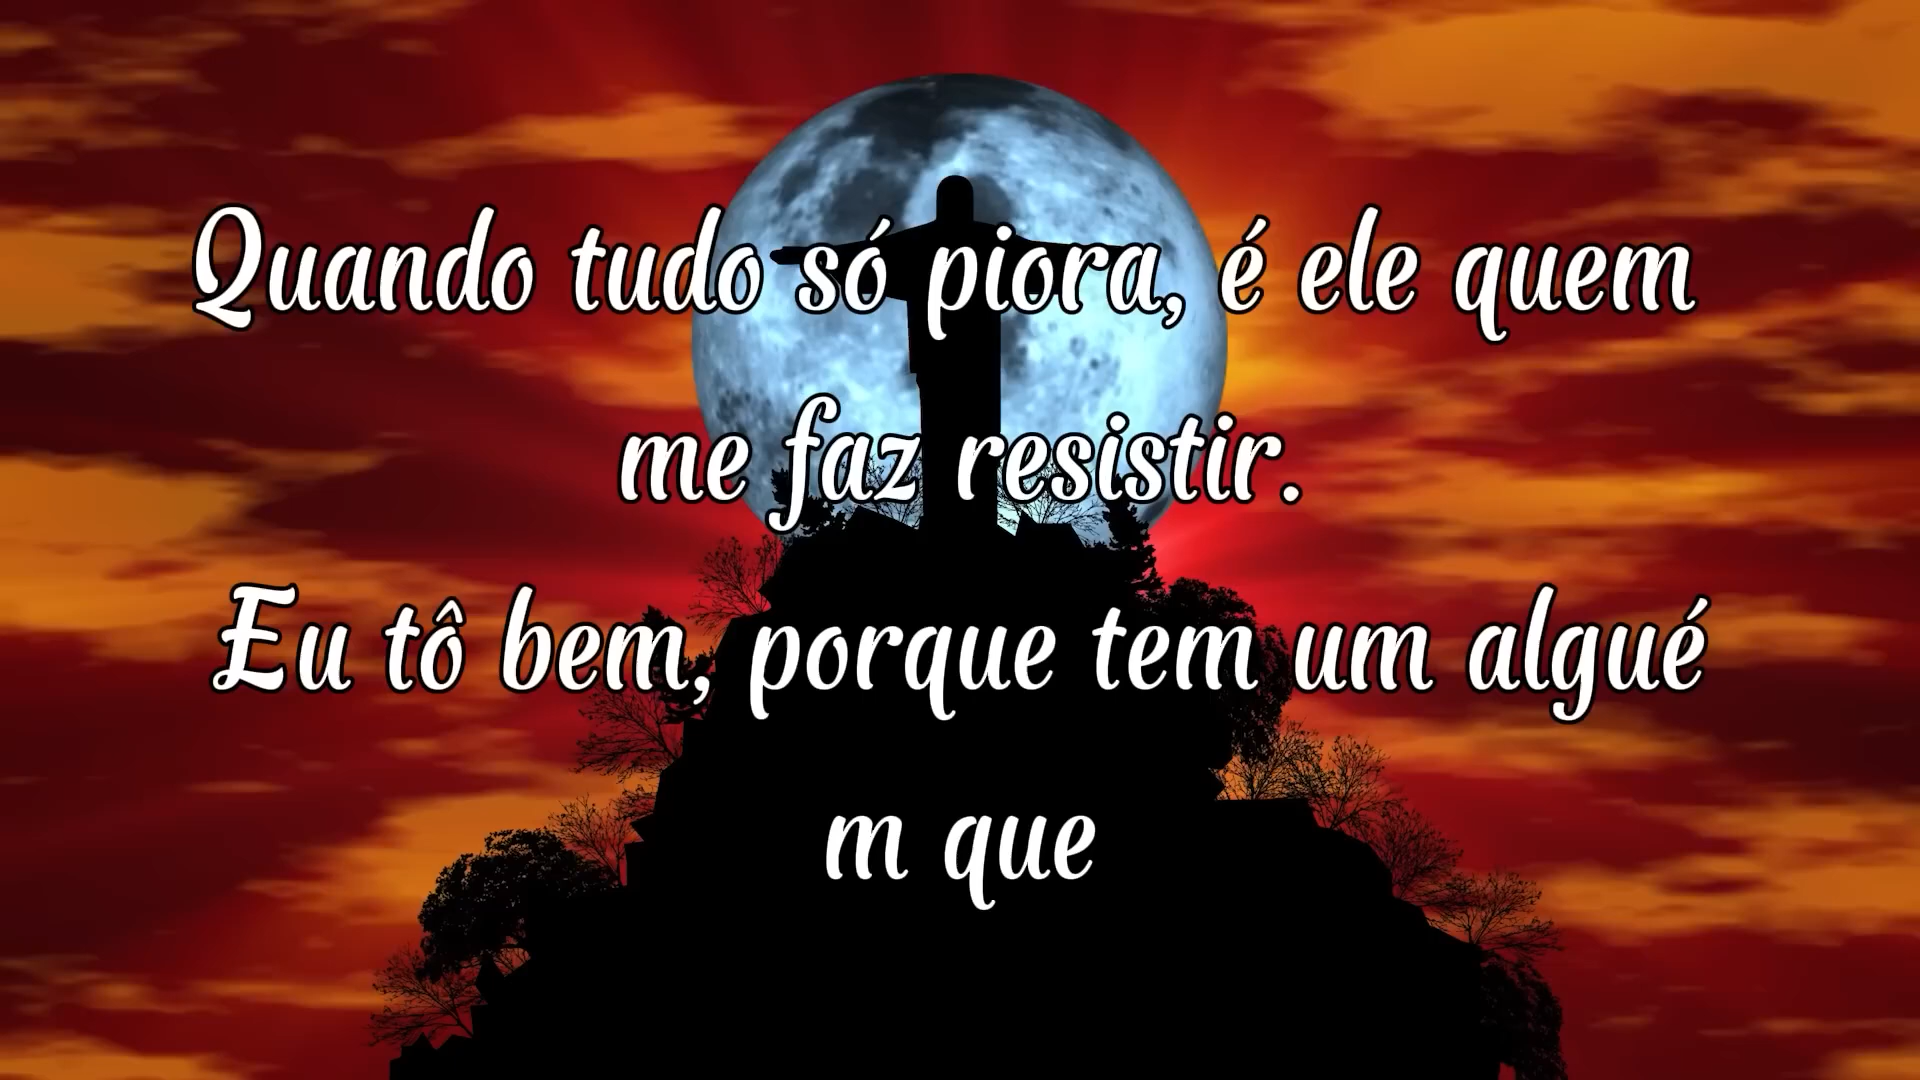 Quando tudo só piora, é ele quem
me faz resistir.
Eu tô bem, porque tem um algué
m que